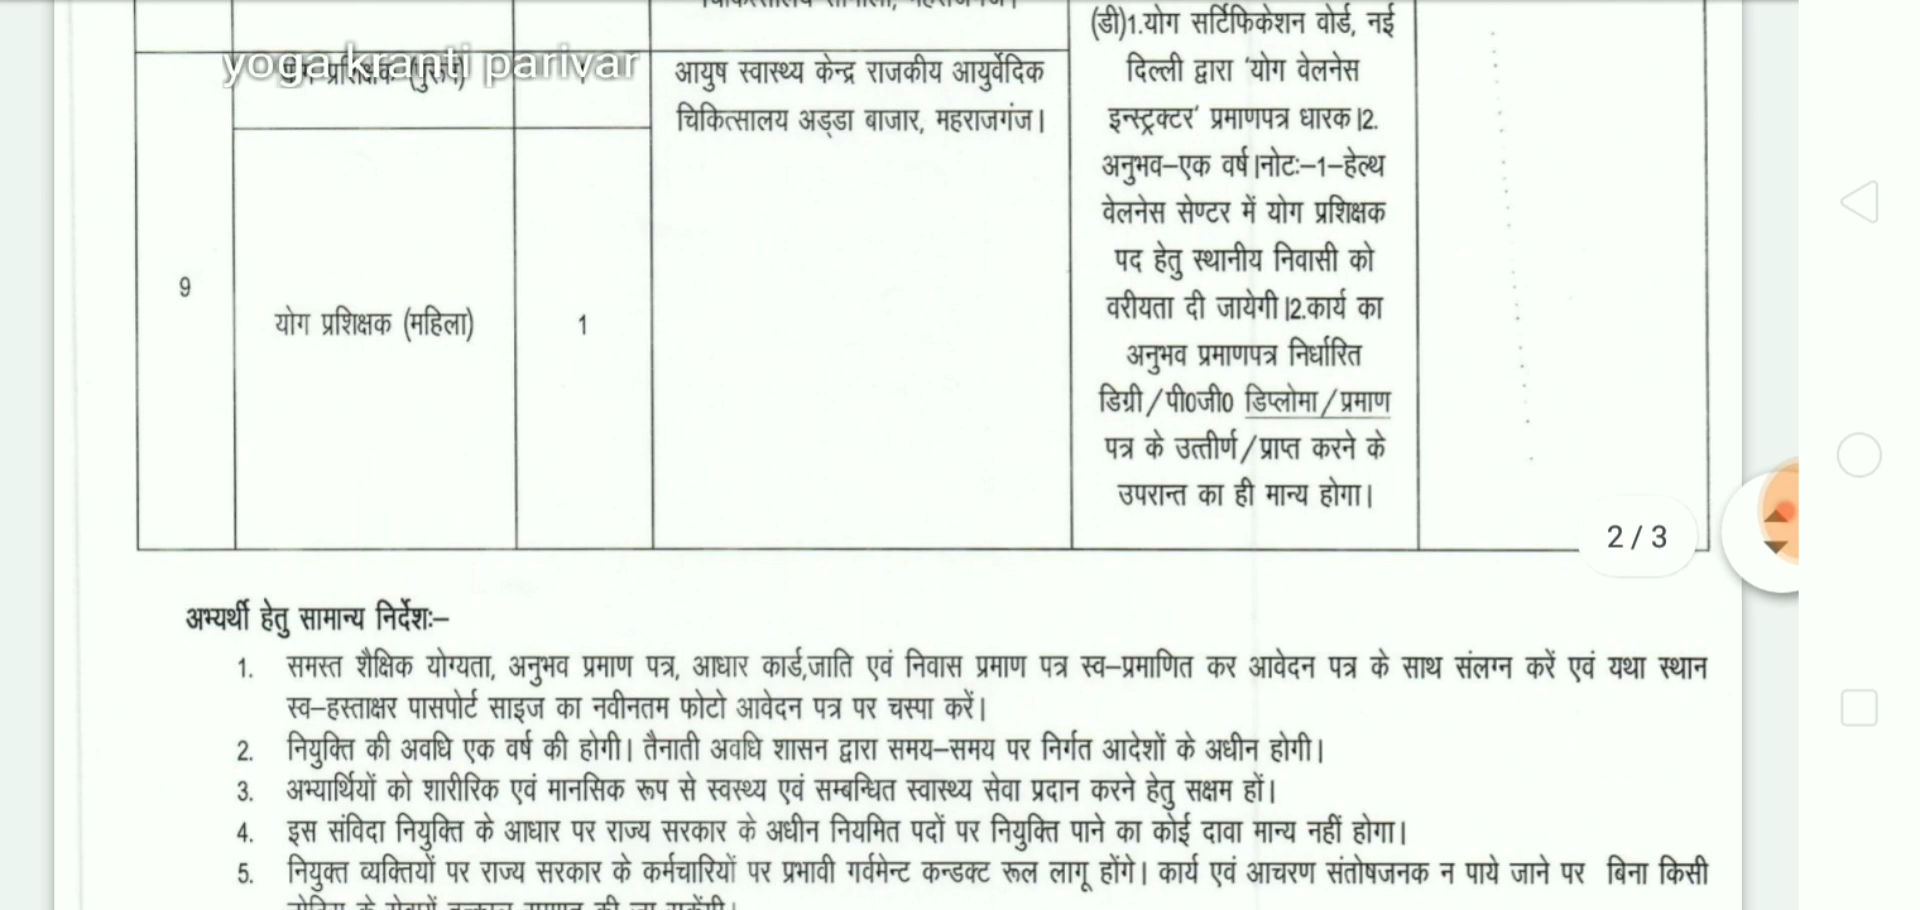 (डी)1.योग सर्टिफिकेशन वोर्ड, नई
दिल्ली द्वारा 'योग वेलनेस
इन्स्ट्रक्टर' प्रमाणपत्र धारक|2.
अनुभव–एक वर्ष|नोटः–1–हेल्थ
वेलनेस सेण्टर में योग प्रशिक्षक
पद हेतु स्थानीय निवासी को
वरीयता दी जायेगी|2.कार्य का
अनुभव प्रमाणपत्र निर्धारित
डिग्री/पी0जी0 डिप्लोमा/प्रमाण
पत्र के उत्तीर्ण/प्राप्त करने के
उपरान्त का ही मान्य होगा।
yoga kranti parivar
योग प्रशिक्षक (पुरूष)
आयुष स्वास्थ्य केन्द्र राजकीय आयुर्वेदिक
चिकित्सालय अड्डा बाजार, महराजगंज।
9
योग प्रशिक्षक (महिला)
1
2 / 3
अभ्यर्थी हेतु सामान्य निर्देशः–
1. समस्त शैक्षिक योग्यता, अनुभव प्रमाण पत्र, आधार कार्ड,जाति एवं निवास प्रमाण पत्र स्व–प्रमाणित कर आवेदन पत्र के साथ संलग्न करें एवं यथा स्थान
स्व–हस्ताक्षर पासपोर्ट साइज का नवीनतम फोटो आवेदन पत्र पर चस्पा करें।
2. नियुक्ति की अवधि एक वर्ष की होगी। तैनाती अवधि शासन द्वारा समय–समय पर निर्गत आदेशों के अधीन होगी।
3. अभ्यार्थियों को शारीरिक एवं मानसिक रूप से स्वस्थ्य एवं सम्बन्धित स्वास्थ्य सेवा प्रदान करने हेतु सक्षम हों।
4. इस संविदा नियुक्ति के आधार पर राज्य सरकार के अधीन नियमित पदों पर नियुक्ति पाने का कोई दावा मान्य नहीं होगा।
5. नियुक्त व्यक्तियों पर राज्य सरकार के कर्मचारियों पर प्रभावी गर्वमेन्ट कन्डक्ट रूल लागू होंगे। कार्य एवं आचरण संतोषजनक न पाये जाने पर बिना किसी